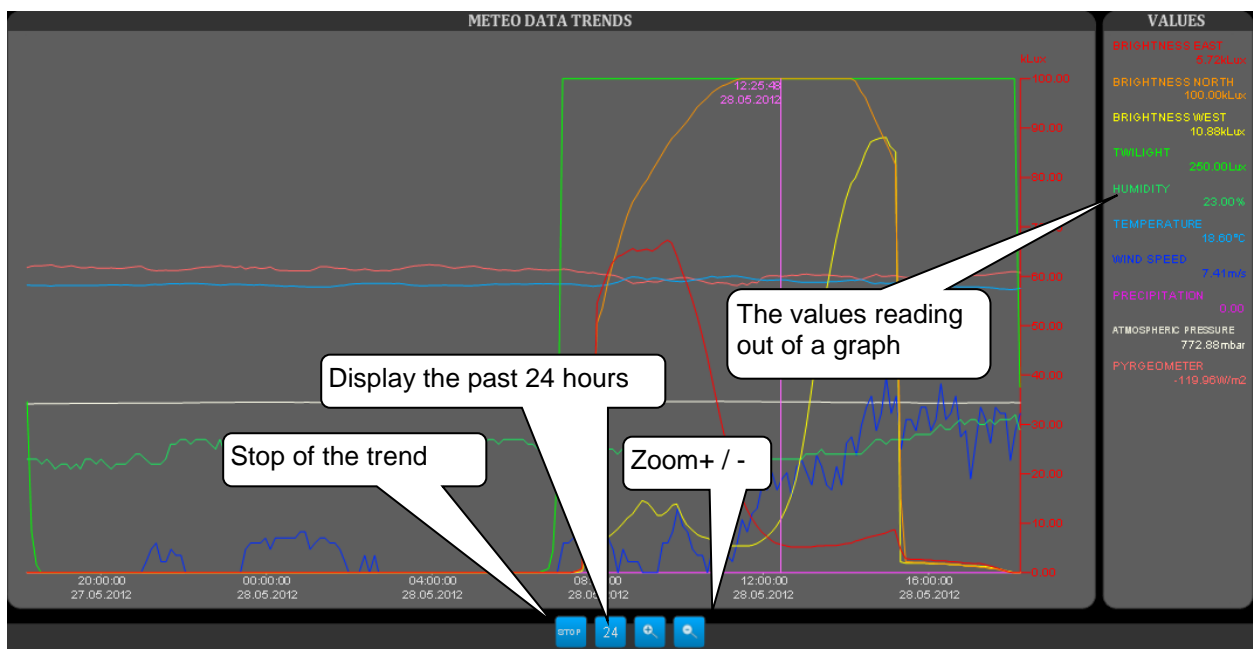 METEO DATA TRENDS
VALUES
kLux
100.00
90.00
80.00
60.00
50.00
40.00
30.00
20.00
10.00
0.00
12:25:48
28.05.2012
BRIGHTNESS EAST
5.72kLux
BRIGHTNESS NORTH
100.00kLux
BRIGHTNESS WEST
10.88kLux
TWILIGHT
250.00Lux
HUMIDITY
23.00%
TEMPERATURE
18.60°C
WIND SPEED
7.41m/s
PRECIPITATION
0.00
ATMOSPHERIC PRESSURE
772.88mbar
PYRGEOMETER
-119.96W/m2
The values reading
out of a graph
Display the past 24 hours
Stop of the trend
Zoom+ / -
20:00:00
27.05.2012
00:00:00
28.05.2012
04:00:00
28.05.2012
12:00:00
28.05.2012
16:00:00
28.05.2012
STOP
24